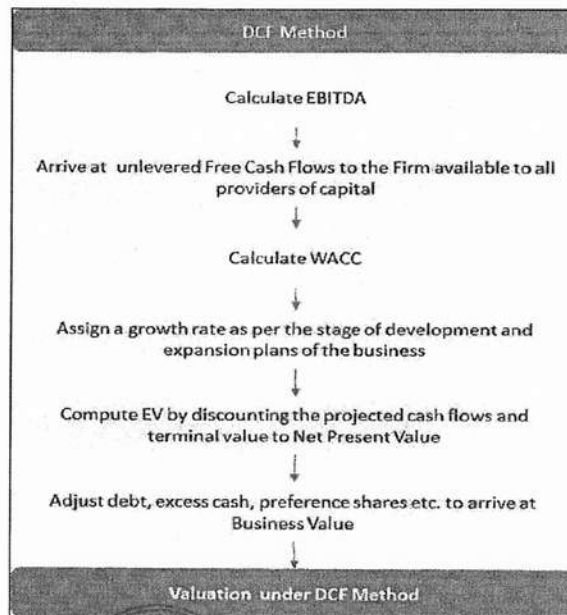 DCF Method
Calculate EBITDA
Arrive at unlevered Free Cash Flows to the Firm available to all
providers of capital
Calculate WACC
Assign a growth rate as per the stage of development and
expansion plans of the business
Compute EV by discounting the projected cash flows and
terminal value to Net Present Value
Adjust debt, excess cash, preference shares etc. to arrive at
Business Value
Valuation under DCF Method